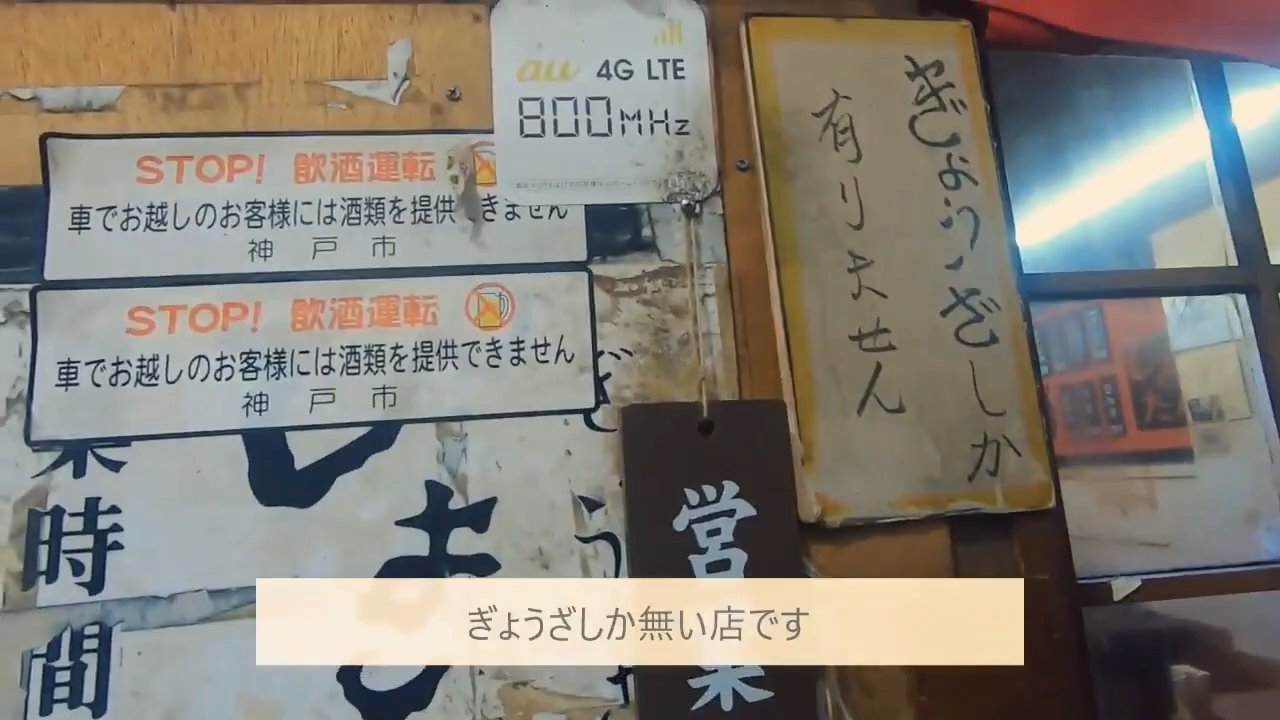 STOP! 飲酒運転
車でお越しのお客様には酒類を提供できません
神戸市
STOP! 飲酒運転
車でお越しのお客様には酒類を提供できません
神戸市
au 4G LTE
800MHz
ぎょうざしか
有りません
営業
業時間
ぎょうざしか無い店です